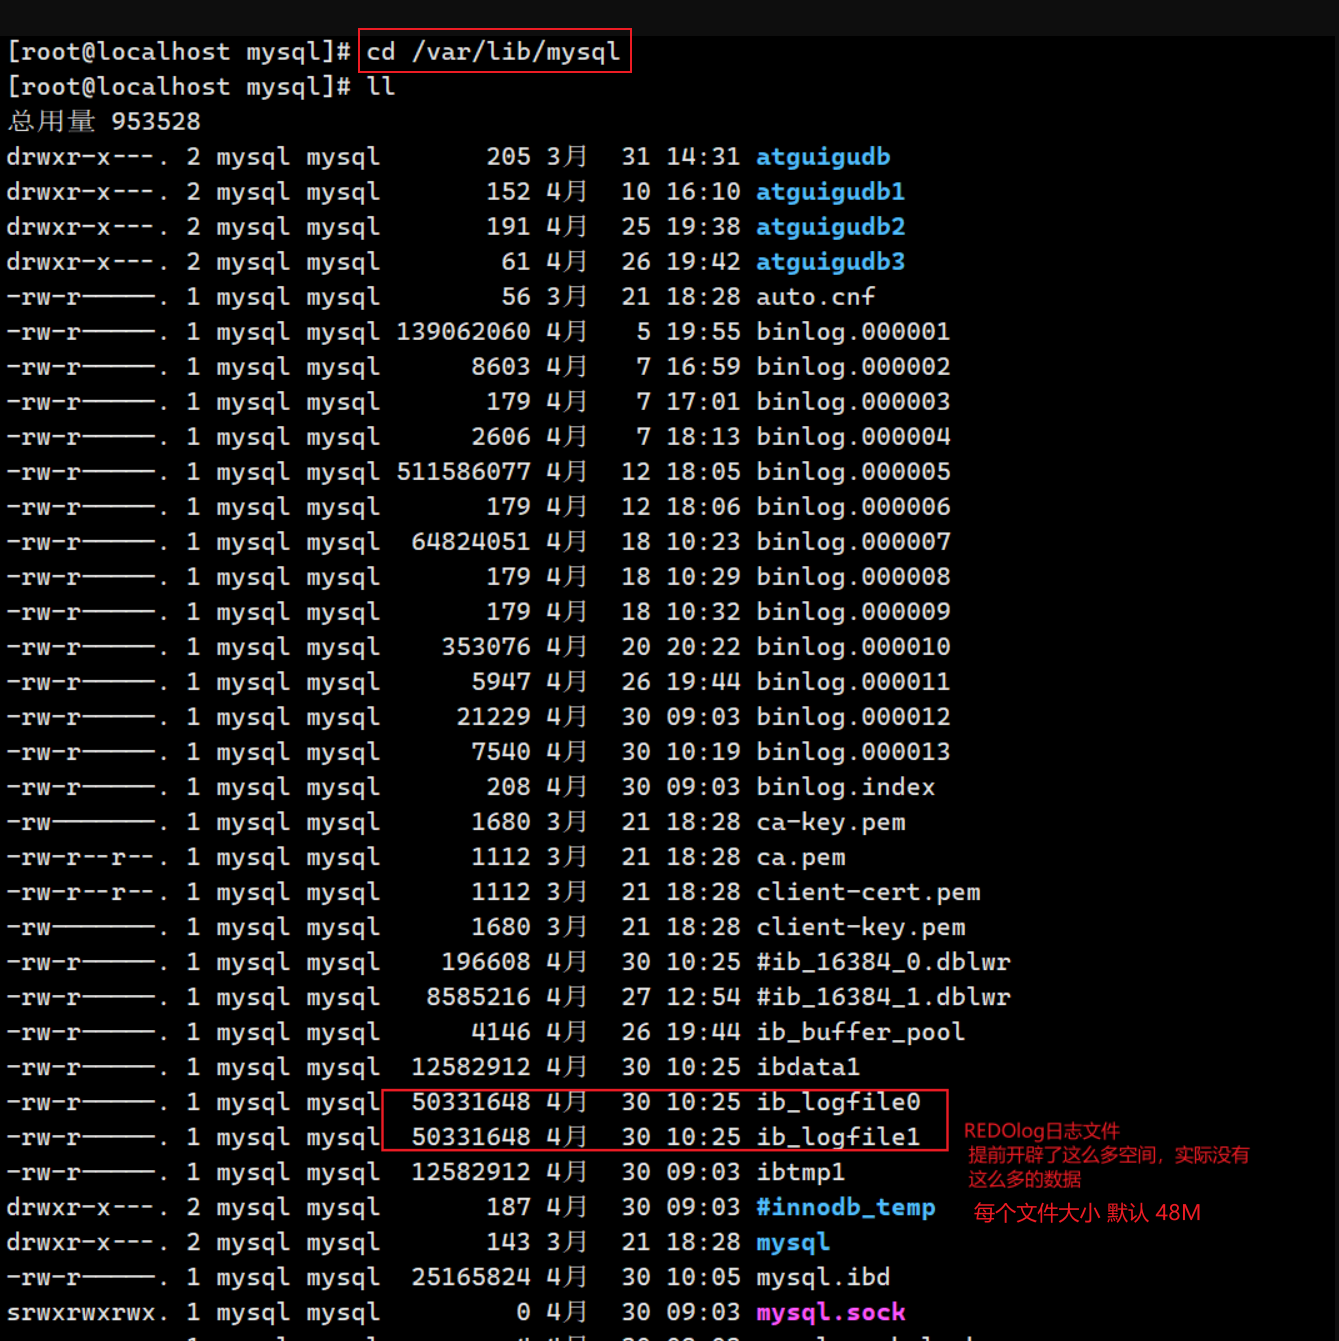 [root@localhost mysql]# cd /var/lib/mysql
[root@localhost mysql]# ll
总用量 953528
drwxr-x---. 2 mysql mysql       205 3月  31 14:31 atguigudb
drwxr-x---. 2 mysql mysql       152 4月  10 16:10 atguigudb1
drwxr-x---. 2 mysql mysql       191 4月  25 19:38 atguigudb2
drwxr-x---. 2 mysql mysql        61 4月  26 19:42 atguigudb3
-rw-r-----. 1 mysql mysql        56 3月  21 18:28 auto.cnf
-rw-r-----. 1 mysql mysql 139062060 4月   5 19:55 binlog.000001
-rw-r-----. 1 mysql mysql      8603 4月   7 16:59 binlog.000002
-rw-r-----. 1 mysql mysql       179 4月   7 17:01 binlog.000003
-rw-r-----. 1 mysql mysql      2606 4月   7 18:13 binlog.000004
-rw-r-----. 1 mysql mysql 511586077 4月  12 18:05 binlog.000005
-rw-r-----. 1 mysql mysql       179 4月  12 18:06 binlog.000006
-rw-r-----. 1 mysql mysql  64824051 4月  18 10:23 binlog.000007
-rw-r-----. 1 mysql mysql       179 4月  18 10:29 binlog.000008
-rw-r-----. 1 mysql mysql       179 4月  18 10:32 binlog.000009
-rw-r-----. 1 mysql mysql    353076 4月  20 20:22 binlog.000010
-rw-r-----. 1 mysql mysql      5947 4月  26 19:44 binlog.000011
-rw-r-----. 1 mysql mysql     21229 4月  30 09:03 binlog.000012
-rw-r-----. 1 mysql mysql      7540 4月  30 10:19 binlog.000013
-rw-r-----. 1 mysql mysql       208 4月  30 09:03 binlog.index
-rw-------. 1 mysql mysql      1680 3月  21 18:28 ca-key.pem
-rw-r--r--. 1 mysql mysql      1112 3月  21 18:28 ca.pem
-rw-r--r--. 1 mysql mysql      1112 3月  21 18:28 client-cert.pem
-rw-------. 1 mysql mysql      1680 3月  21 18:28 client-key.pem
-rw-r-----. 1 mysql mysql    196608 4月  30 10:25 #ib_16384_0.dblwr
-rw-r-----. 1 mysql mysql   8585216 4月  27 12:54 #ib_16384_1.dblwr
-rw-r-----. 1 mysql mysql      4146 4月  26 19:44 ib_buffer_pool
-rw-r-----. 1 mysql mysql  12582912 4月  30 10:25 ibdata1
-rw-r-----. 1 mysql mysql  50331648 4月  30 10:25 ib_logfile0
-rw-r-----. 1 mysql mysql  50331648 4月  30 10:25 ib_logfile1
REDOlog日志文件
提前开辟了这么多空间，实际没有
这么多的数据
每个文件大小 默认 48M
-rw-r-----. 1 mysql mysql  12582912 4月  30 09:03 ibtmp1
drwxr-x---. 2 mysql mysql       187 4月  30 09:03 #innodb_temp
drwxr-x---. 2 mysql mysql       143 3月  21 18:28 mysql
-rw-r-----. 1 mysql mysql  25165824 4月  30 10:05 mysql.ibd
srwxrwxrwx. 1 mysql mysql         0 4月  30 09:03 mysql.sock